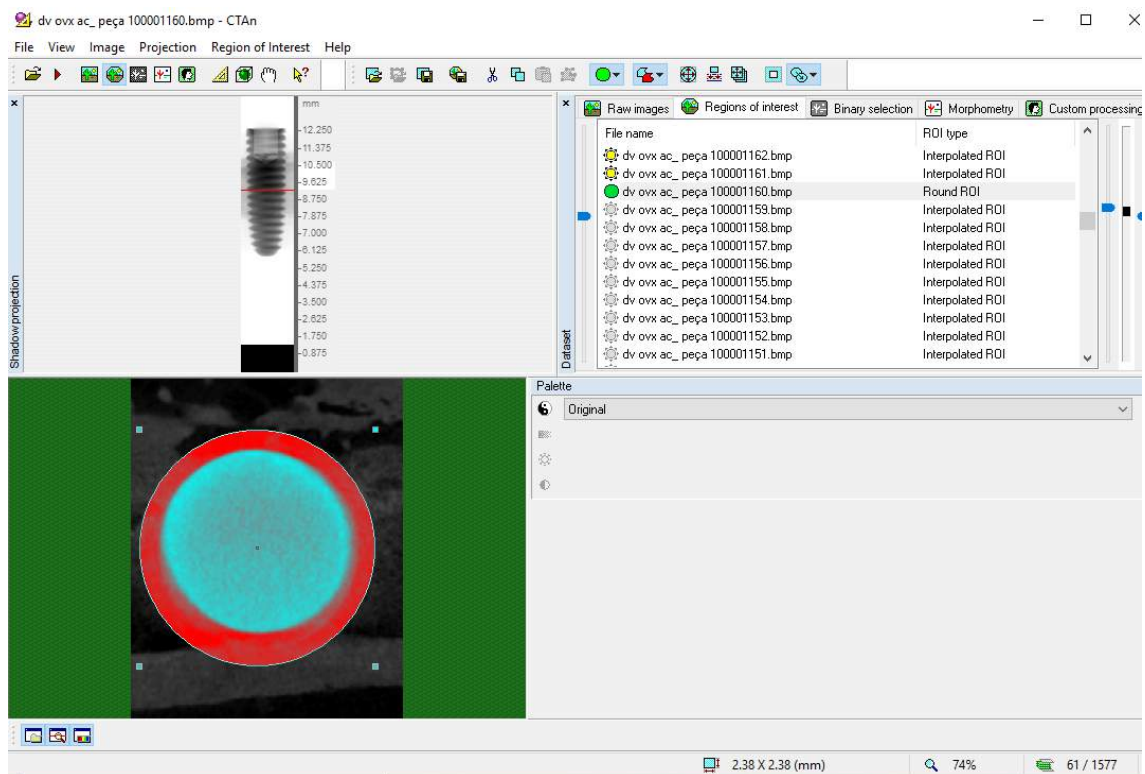 dv ovx ac_ peça 100001160.bmp - CTAn
File View Image Projection Region of Interest Help
Shadow projection
mm
12.250
11.375
10.500
9.625
8.750
7.875
7.000
6.125
5.250
4.375
3.500
2.625
1.750
0.875
Dataset
Raw images Regions of interest Binary selection Morphometry Custom processing
File name ROI type
dv ovx ac_ peça 100001162.bmp Interpolated ROI
dv ovx ac_ peça 100001161.bmp Interpolated ROI
dv ovx ac_ peça 100001160.bmp Round ROI
dv ovx ac_ peça 100001159.bmp Interpolated ROI
dv ovx ac_ peça 100001158.bmp Interpolated ROI
dv ovx ac_ peça 100001157.bmp Interpolated ROI
dv ovx ac_ peça 100001156.bmp Interpolated ROI
dv ovx ac_ peça 100001155.bmp Interpolated ROI
dv ovx ac_ peça 100001154.bmp Interpolated ROI
dv ovx ac_ peça 100001153.bmp Interpolated ROI
dv ovx ac_ peça 100001152.bmp Interpolated ROI
dv ovx ac_ peça 100001151.bmp Interpolated ROI
Palette
Original
2.38 X 2.38 (mm) 74% 61 / 1577